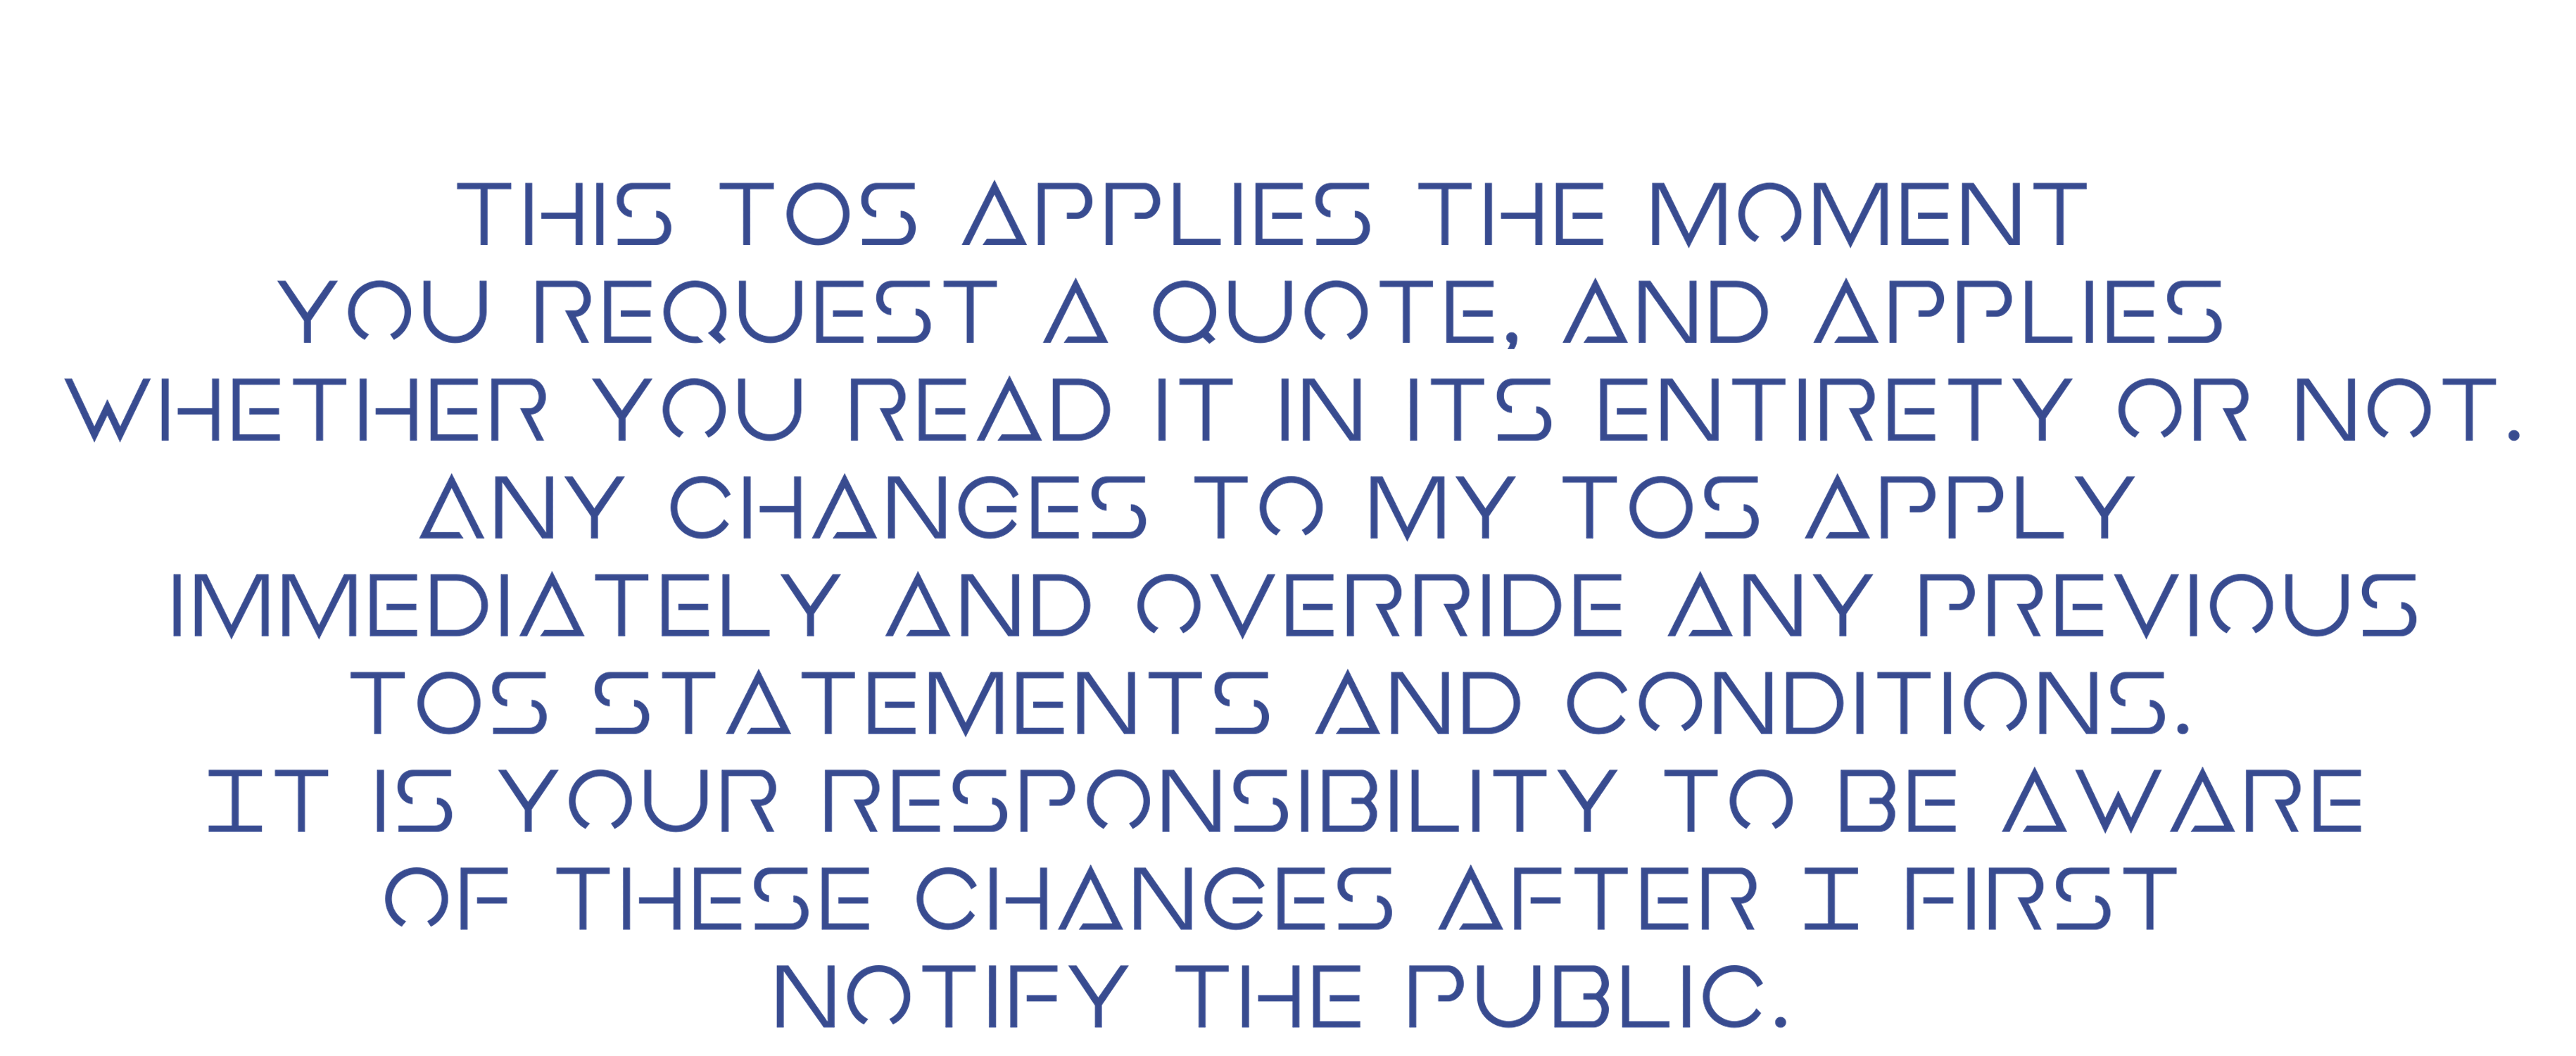 THIS TOS APPLIES THE MOMENT
YOU REQUEST A QUOTE, AND APPLIES
WHETHER YOU READ IT IN ITS ENTIRETY OR NOT.
ANY CHANGES TO MY TOS APPLY
IMMEDIATELY AND OVERRIDE ANY PREVIOUS
TOS STATEMENTS AND CONDITIONS.
IT IS YOUR RESPONSIBILITY TO BE AWARE
OF THESE CHANGES AFTER I FIRST
NOTIFY THE PUBLIC.